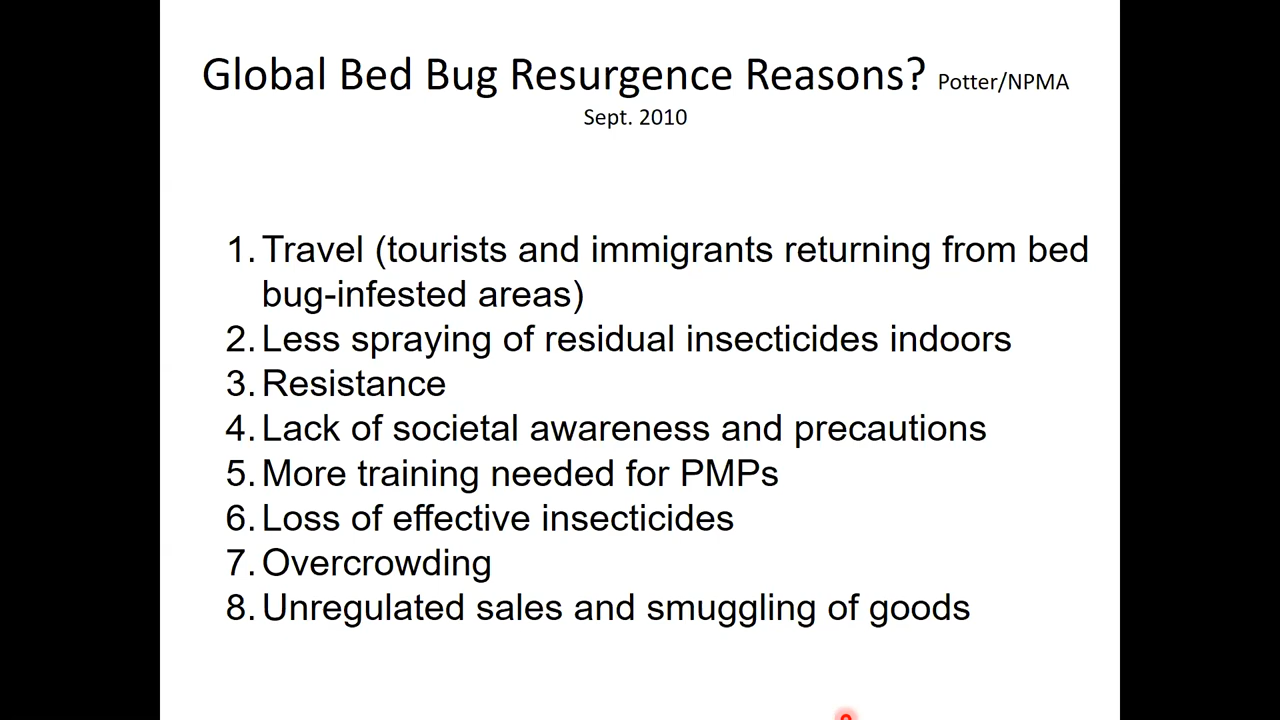 Global Bed Bug Resurgence Reasons? Potter/NPMA
Sept. 2010
1. Travel (tourists and immigrants returning from bed
bug-infested areas)
2. Less spraying of residual insecticides indoors
3. Resistance
4. Lack of societal awareness and precautions
5. More training needed for PMPs
6. Loss of effective insecticides
7. Overcrowding
8. Unregulated sales and smuggling of goods